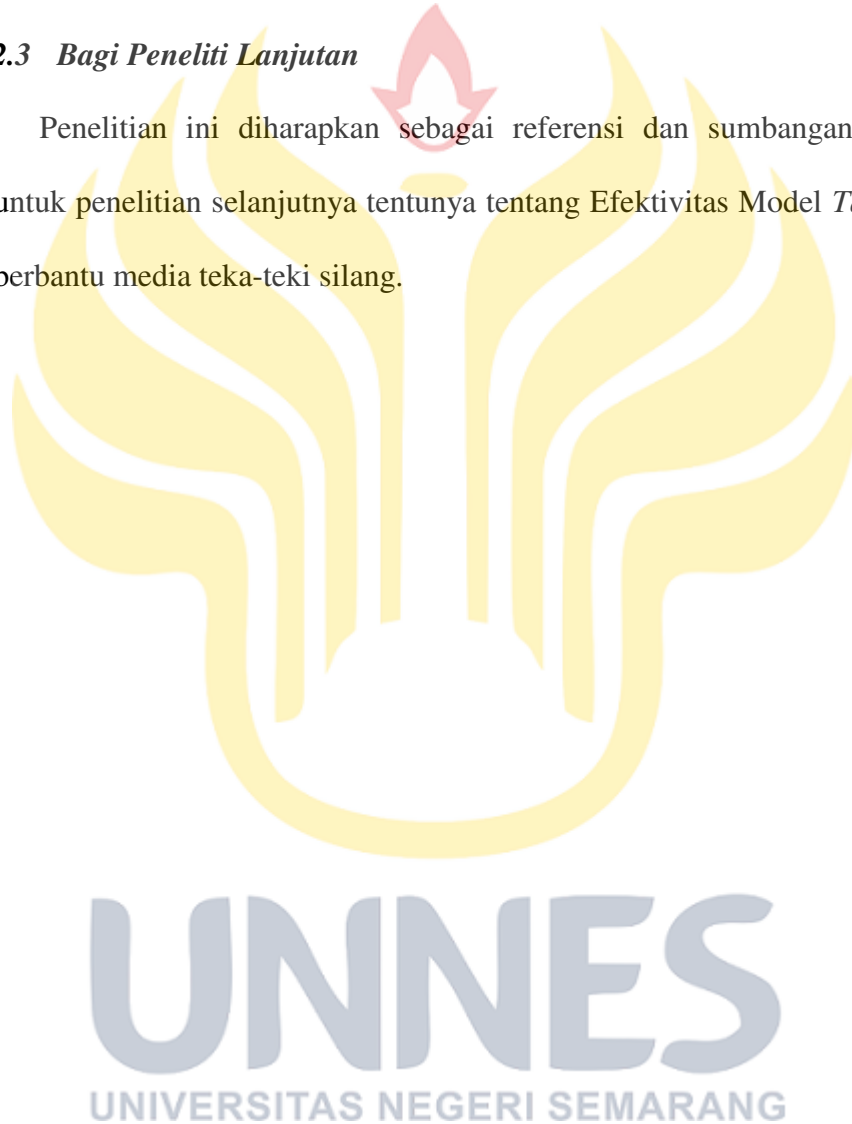 2.3 Bagi Peneliti Lanjutan
Penelitian ini diharapkan sebagai referensi dan sumbangan
untuk penelitian selanjutnya tentunya tentang Efektivitas Model
berbantu media teka-teki silang.
UNNES
UNIVERSITAS NEGERI SEMARANG